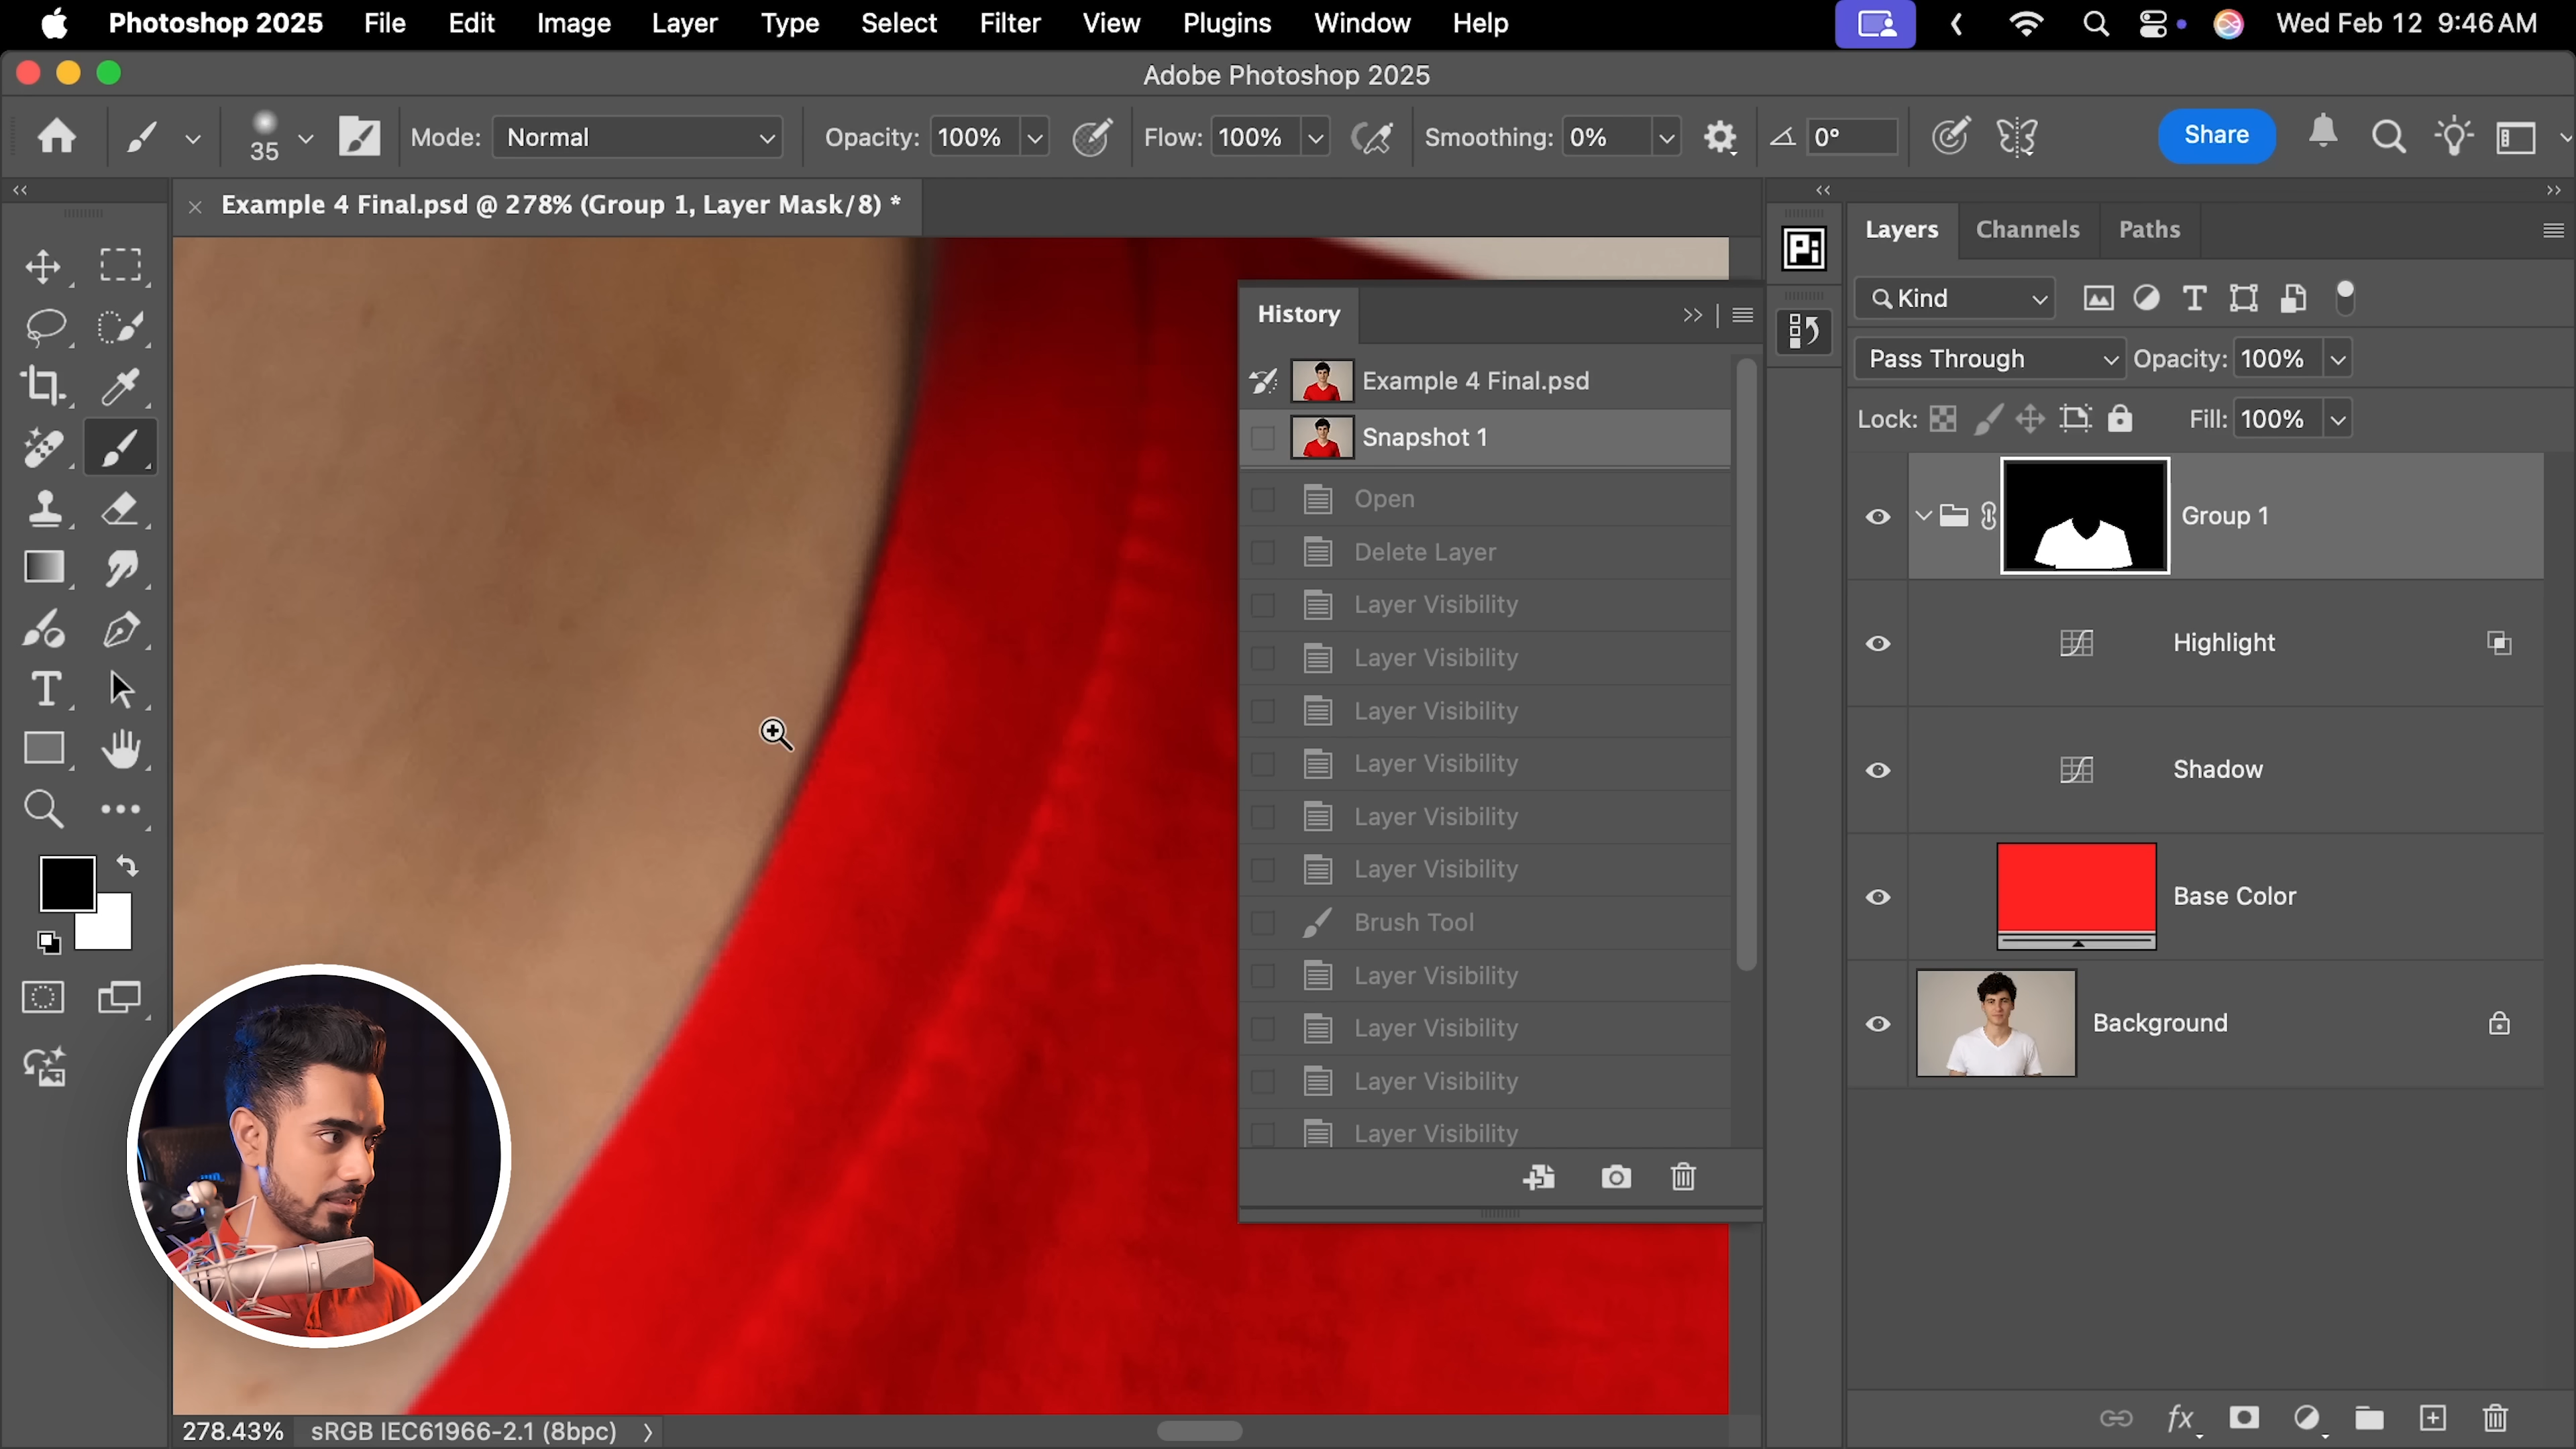 Photoshop 2025 File Edit Image Layer Type Select Filter View Plugins Window Help Wed Feb 12 9:46 AM
Adobe Photoshop 2025
35 Mode: Normal Opacity: 100% Flow: 100% Smoothing: 0% 0° Share
Example 4 Final.psd @ 278% (Group 1, Layer Mask/8) *
History
Example 4 Final.psd
Snapshot 1
Open
Delete Layer
Layer Visibility
Layer Visibility
Layer Visibility
Layer Visibility
Layer Visibility
Layer Visibility
Brush Tool
Layer Visibility
Layer Visibility
Layer Visibility
Layer Visibility
Pi
Layers Channels Paths
Kind
Pass Through Opacity: 100%
Lock: Fill: 100%
Group 1
Highlight
Shadow
Base Color
Background
fx
278.43% sRGB IEC61966-2.1 (8bpc)